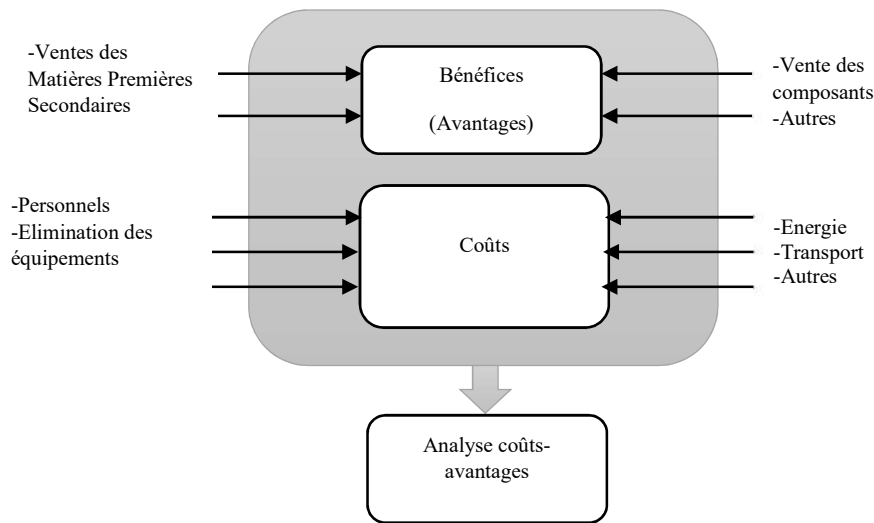 -Ventes des
Matières Premières
Secondaires
Bénéfices
(Avantages)
-Vente des
composants
-Autres
-Personnels
-Elimination des
équipements
Coûts
-Energie
-Transport
-Autres
Analyse coûts-
avantages